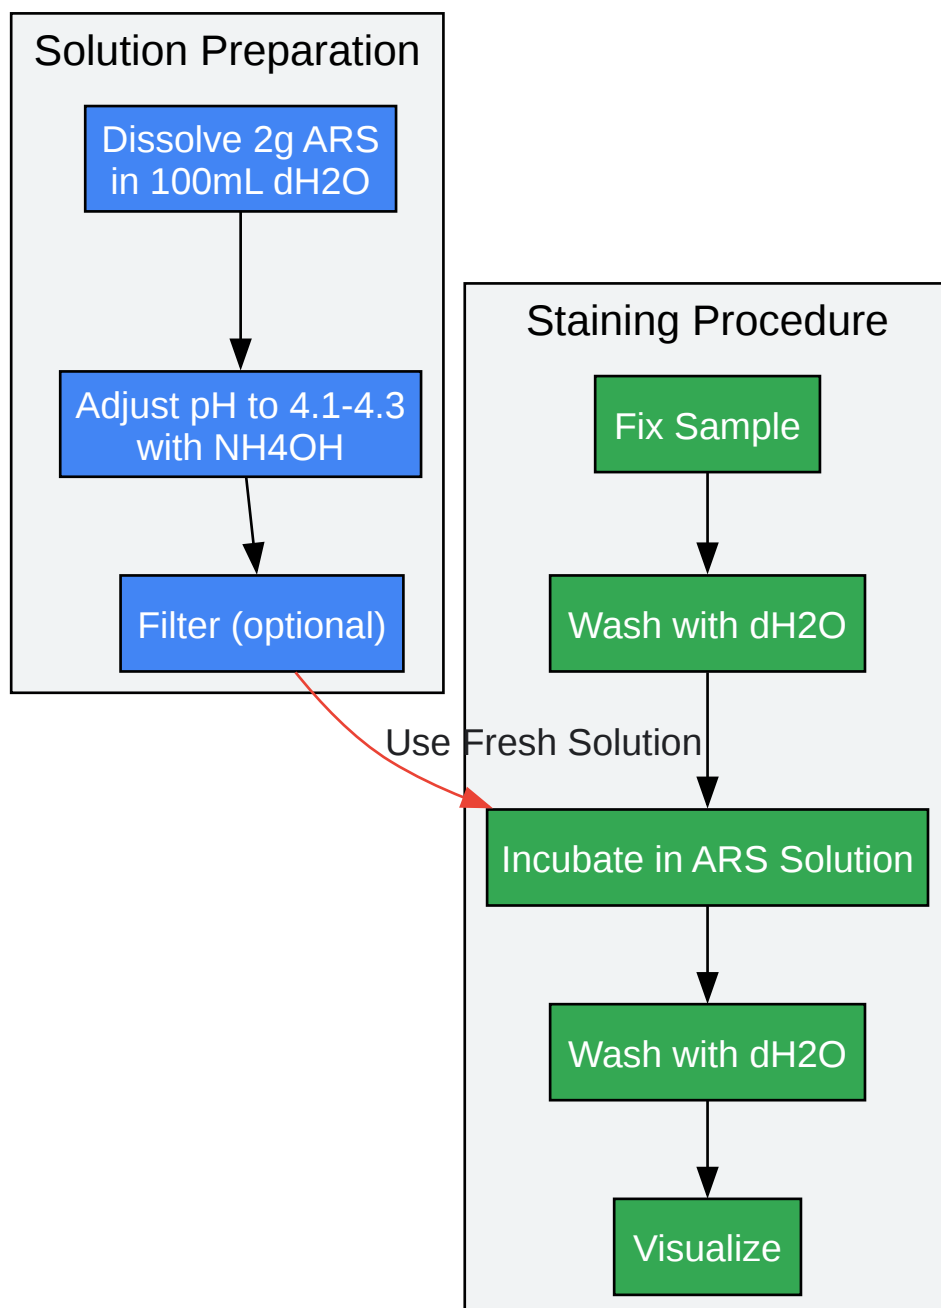 Solution Preparation
Dissolve 2g ARS
in 100mL dH2O
Adjust pH to 4.1-4.3
with NH4OH
Filter (optional)
Use Fresh Solution
Staining Procedure
Fix Sample
Wash with dH2O
Incubate in ARS Solution
Wash with dH2O
Visualize